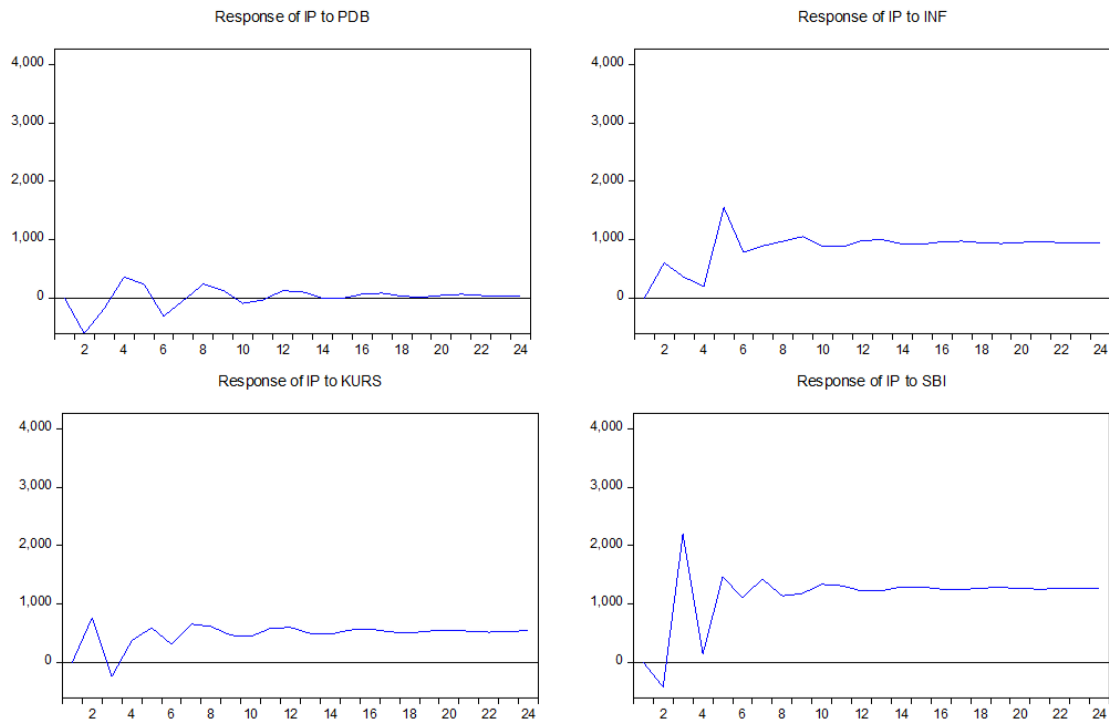 Response of IP to PDB
4,000
3,000
2,000
1,000
0
2 4 6 8 10 12 14 16 18 20 22 24
Response of IP to INF
4,000
3,000
2,000
1,000
0
2 4 6 8 10 12 14 16 18 20 22 24
Response of IP to KURS
4,000
3,000
2,000
1,000
0
2 4 6 8 10 12 14 16 18 20 22 24
Response of IP to SBI
4,000
3,000
2,000
1,000
0
2 4 6 8 10 12 14 16 18 20 22 24